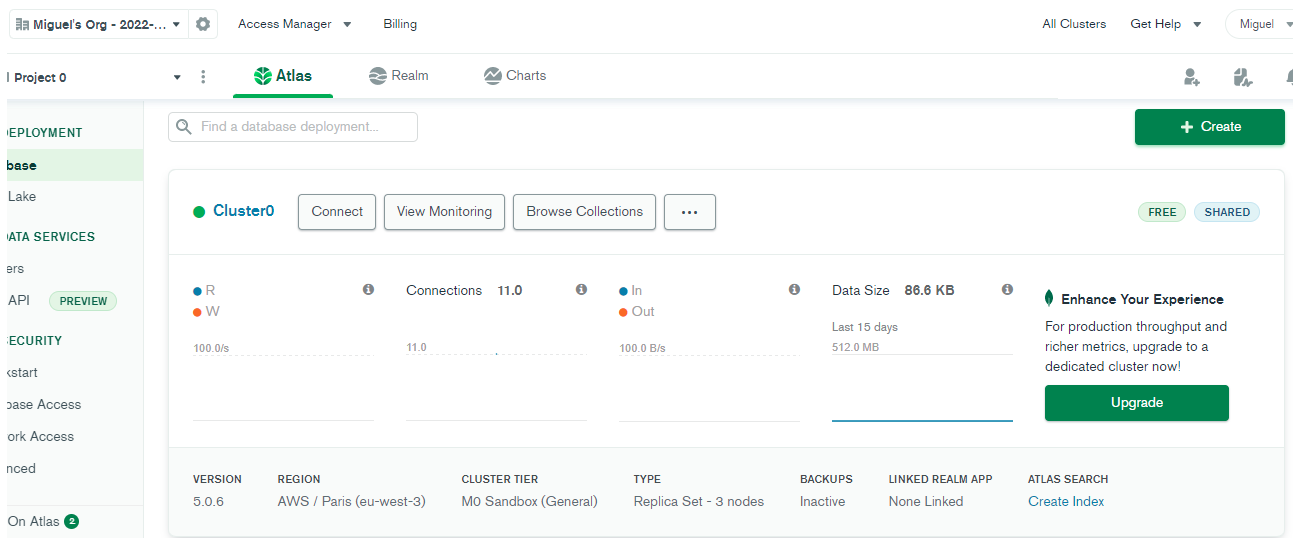 Miguel's Org - 2022-...
Access Manager
Billing
All Clusters
Get Help
Miguel
Project 0
Atlas
Realm
Charts
EPLOYMENT
base
Lake
ATA SERVICES
ers
API PREVIEW
ECURITY
kstart
base Access
ork Access
nced
On Atlas 2
Find a database deployment...
+ Create
Cluster0
Connect
View Monitoring
Browse Collections
...
FREE
SHARED
R
W
100.0/s
Connections 11.0
11.0
In
Out
100.0 B/s
Data Size 86.6 KB
Last 15 days
512.0 MB
Enhance Your Experience
For production throughput and
richer metrics, upgrade to a
dedicated cluster now!
Upgrade
VERSION
5.0.6
REGION
AWS / Paris (eu-west-3)
CLUSTER TIER
M0 Sandbox (General)
TYPE
Replica Set - 3 nodes
BACKUPS
Inactive
LINKED REALM APP
None Linked
ATLAS SEARCH
Create Index